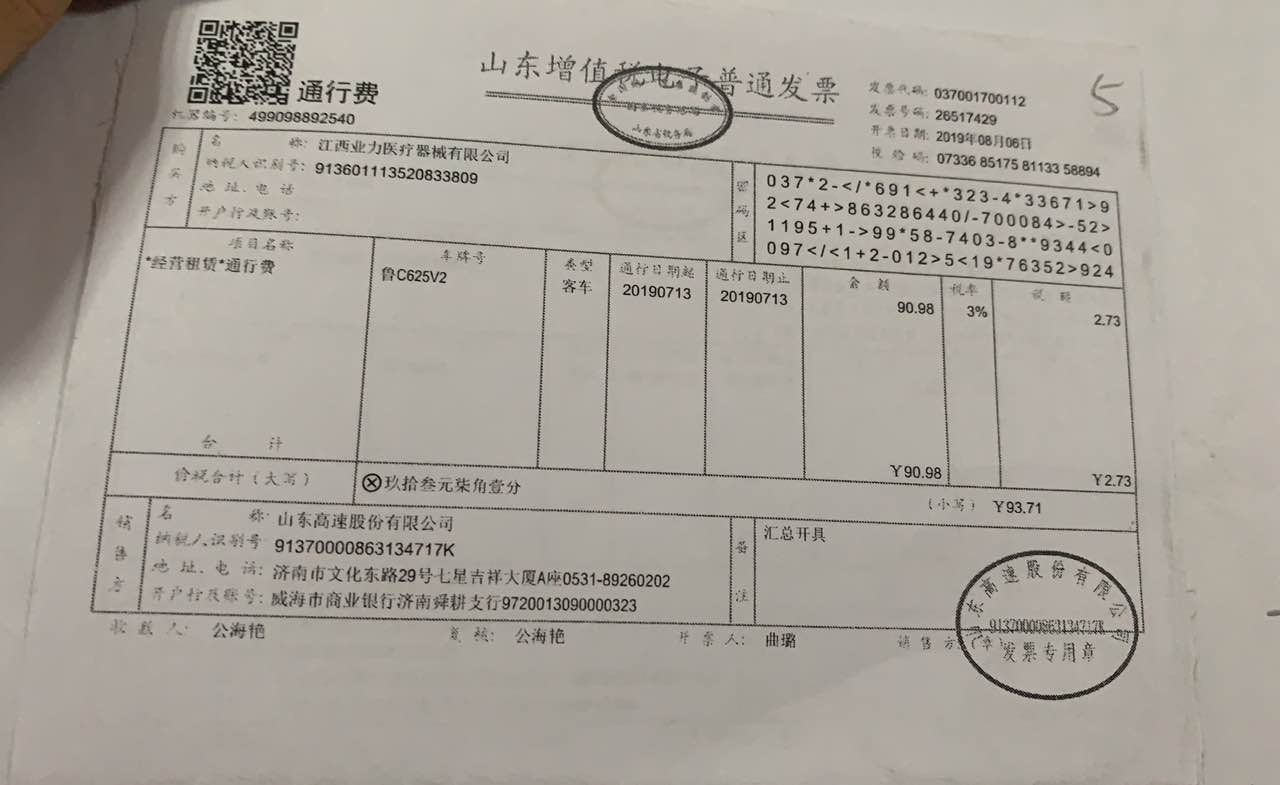 山东增值税电子普通发票
通行费
机器编号: 499098892540
发票代码: 037001700112
发票号码: 26517429
开票日期: 2019年08月06日
校验码: 07336 85175 81133 58894
5
购买方
名称: 江西业力医疗器械有限公司
纳税人识别号: 913601113520833809
地址、电话
开户行及账号:
密码区
037*2-</*691<+*323-4*33671>9
2<74+>863286440/-700084>-52>
1195+1->99*58-7403-8**9344<0
097</<1+2-012>5<19*76352>924
项目名称 车牌号 类型 通行日期起 通行日期止 金额 税率 税额
*经营租赁*通行费 鲁C625V2 客车 20190713 20190713 90.98 3% 2.73
合计 ¥90.98 ¥2.73
价税合计（大写） ⊗玖拾叁元柒角壹分 （小写） ¥93.71
销售方
名称: 山东高速股份有限公司
纳税人识别号 91370000863134717K
地址、电话: 济南市文化东路29号七星吉祥大厦A座0531-89260202
开户行及账号: 威海市商业银行济南舜耕支行9720013090000323
备注
汇总开具
收款人: 公海艳 复核: 公海艳 开票人: 曲璐 销售方:（章）
山东高速股份有限公司
91370000863134717K
发票专用章
山东省税务局